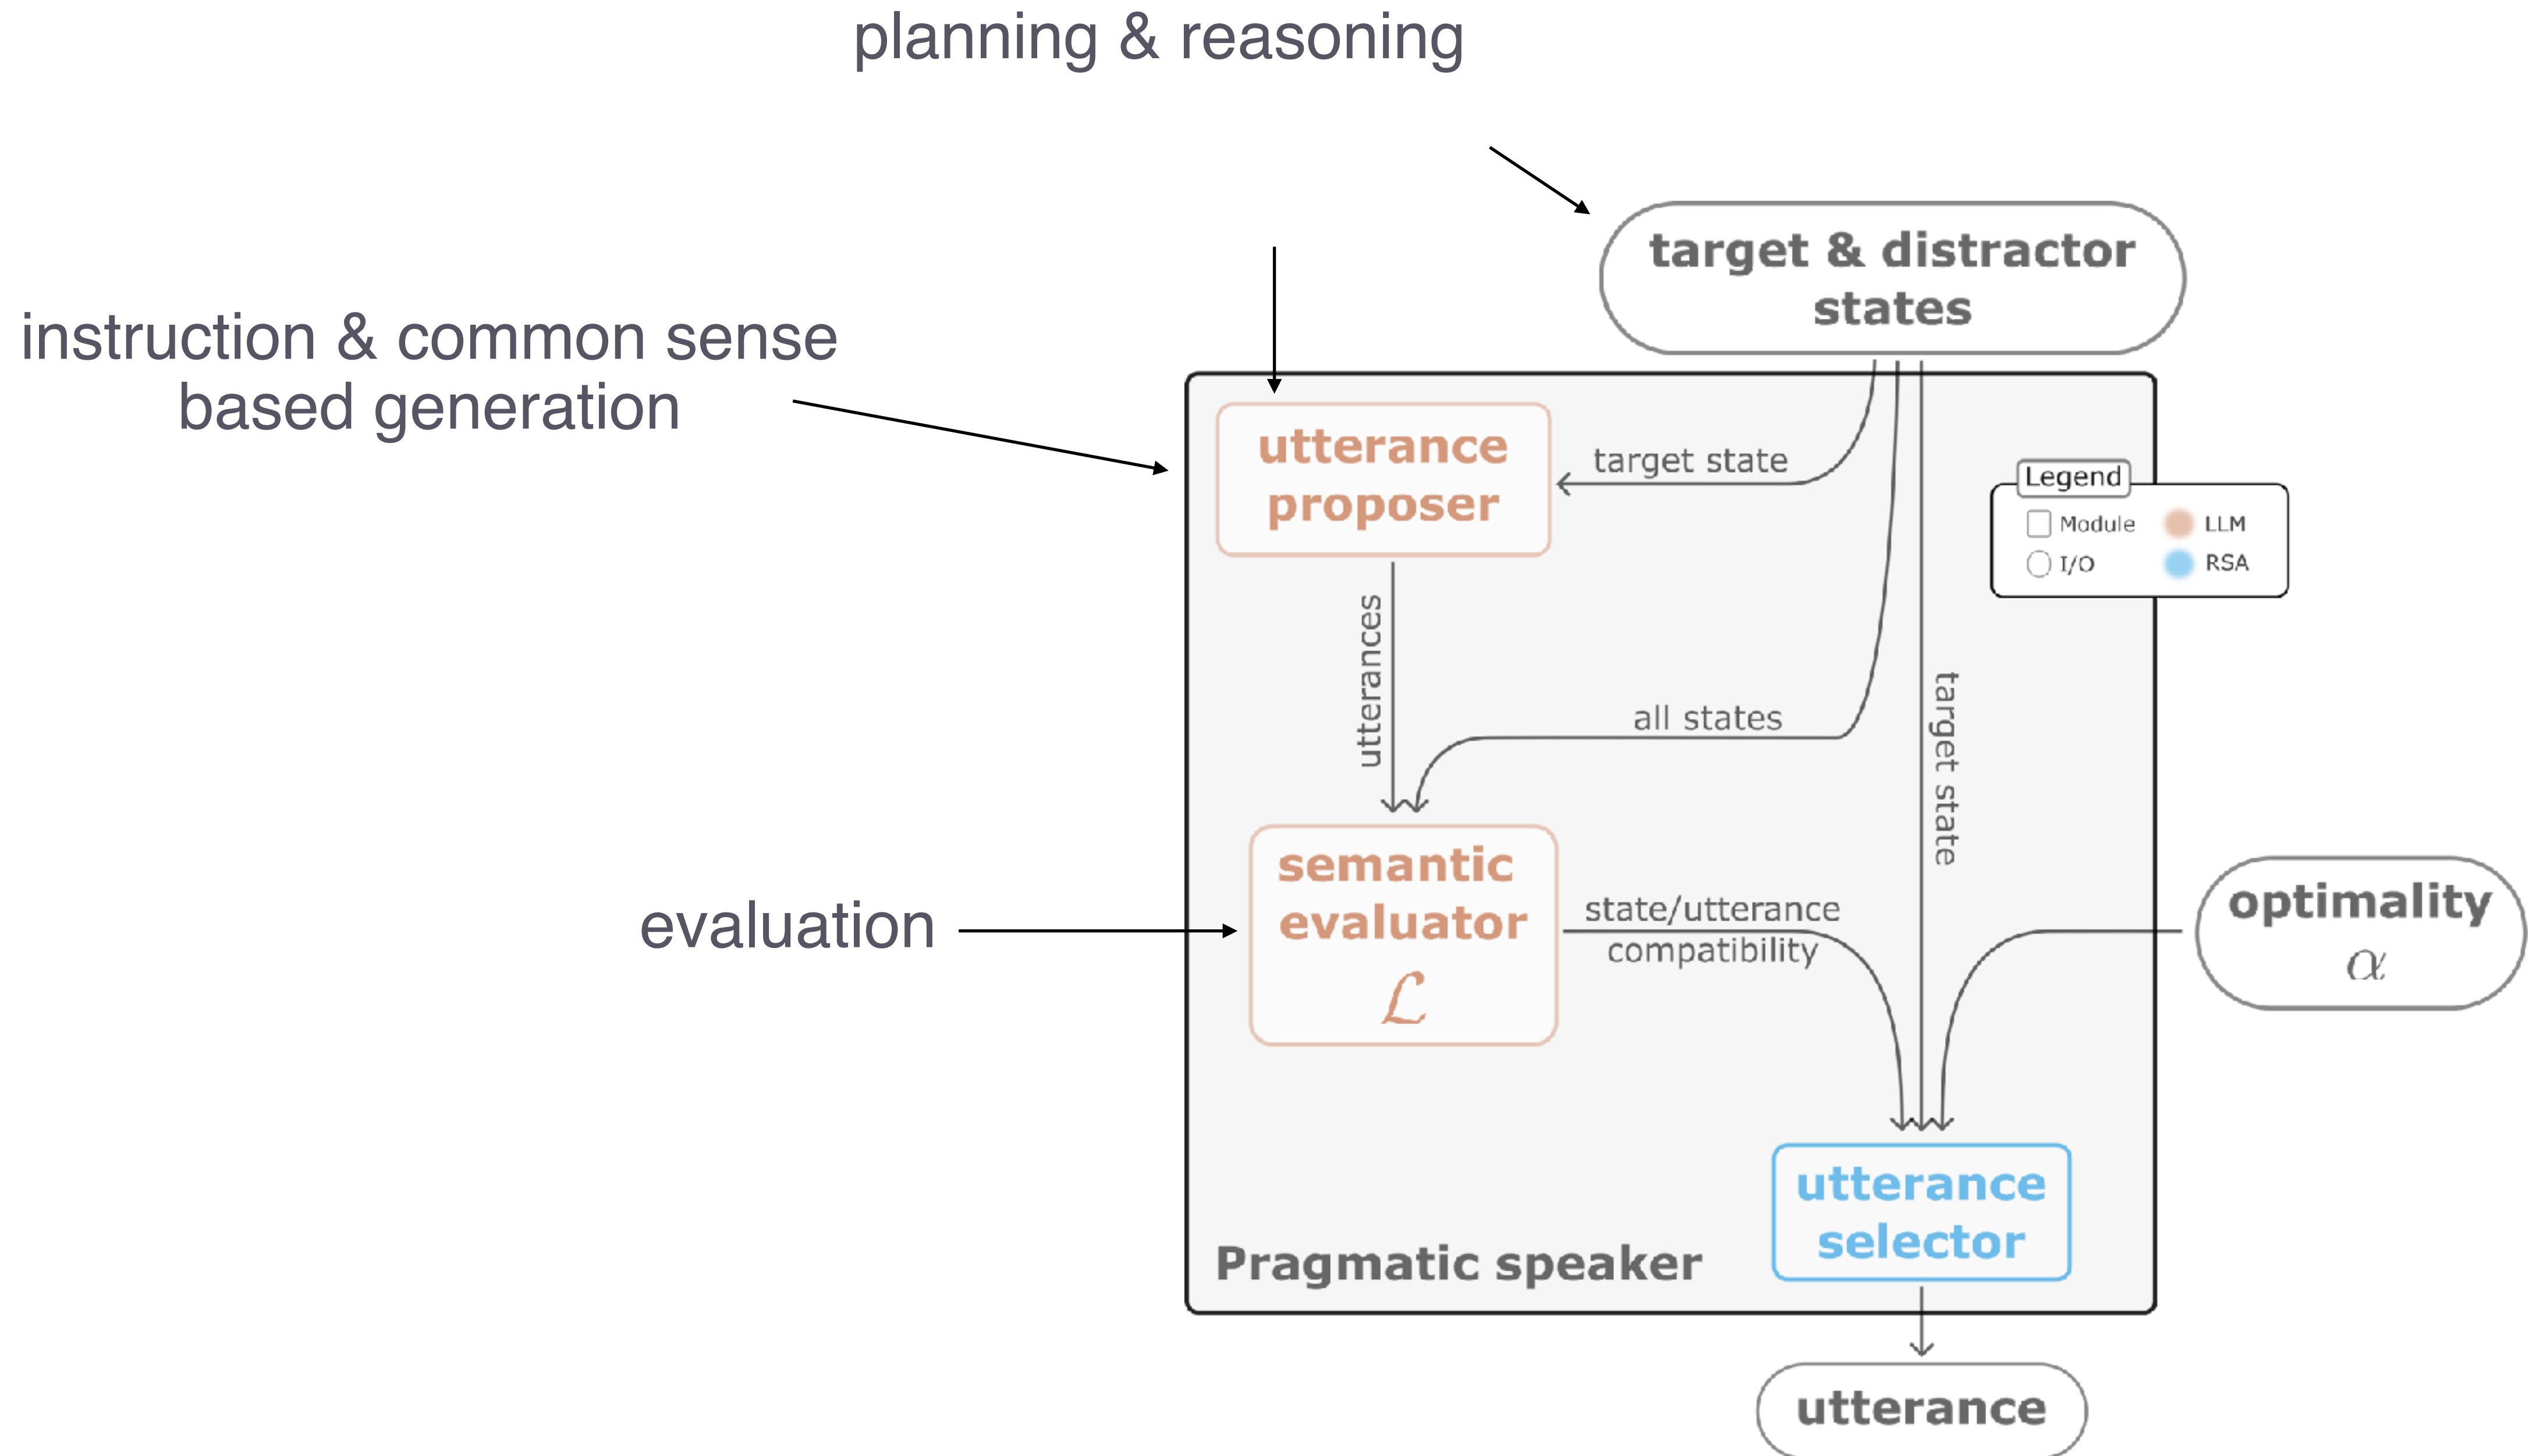 planning & reasoning
target & distractor
states
instruction & common sense
based generation
utterance
proposer
target state
Legend
Module
LLM
I/O
RSA
utterances
all states
target state
semantic
evaluator
ℒ
evaluation
state/utterance
compatibility
optimality
α
utterance
selector
Pragmatic speaker
utterance